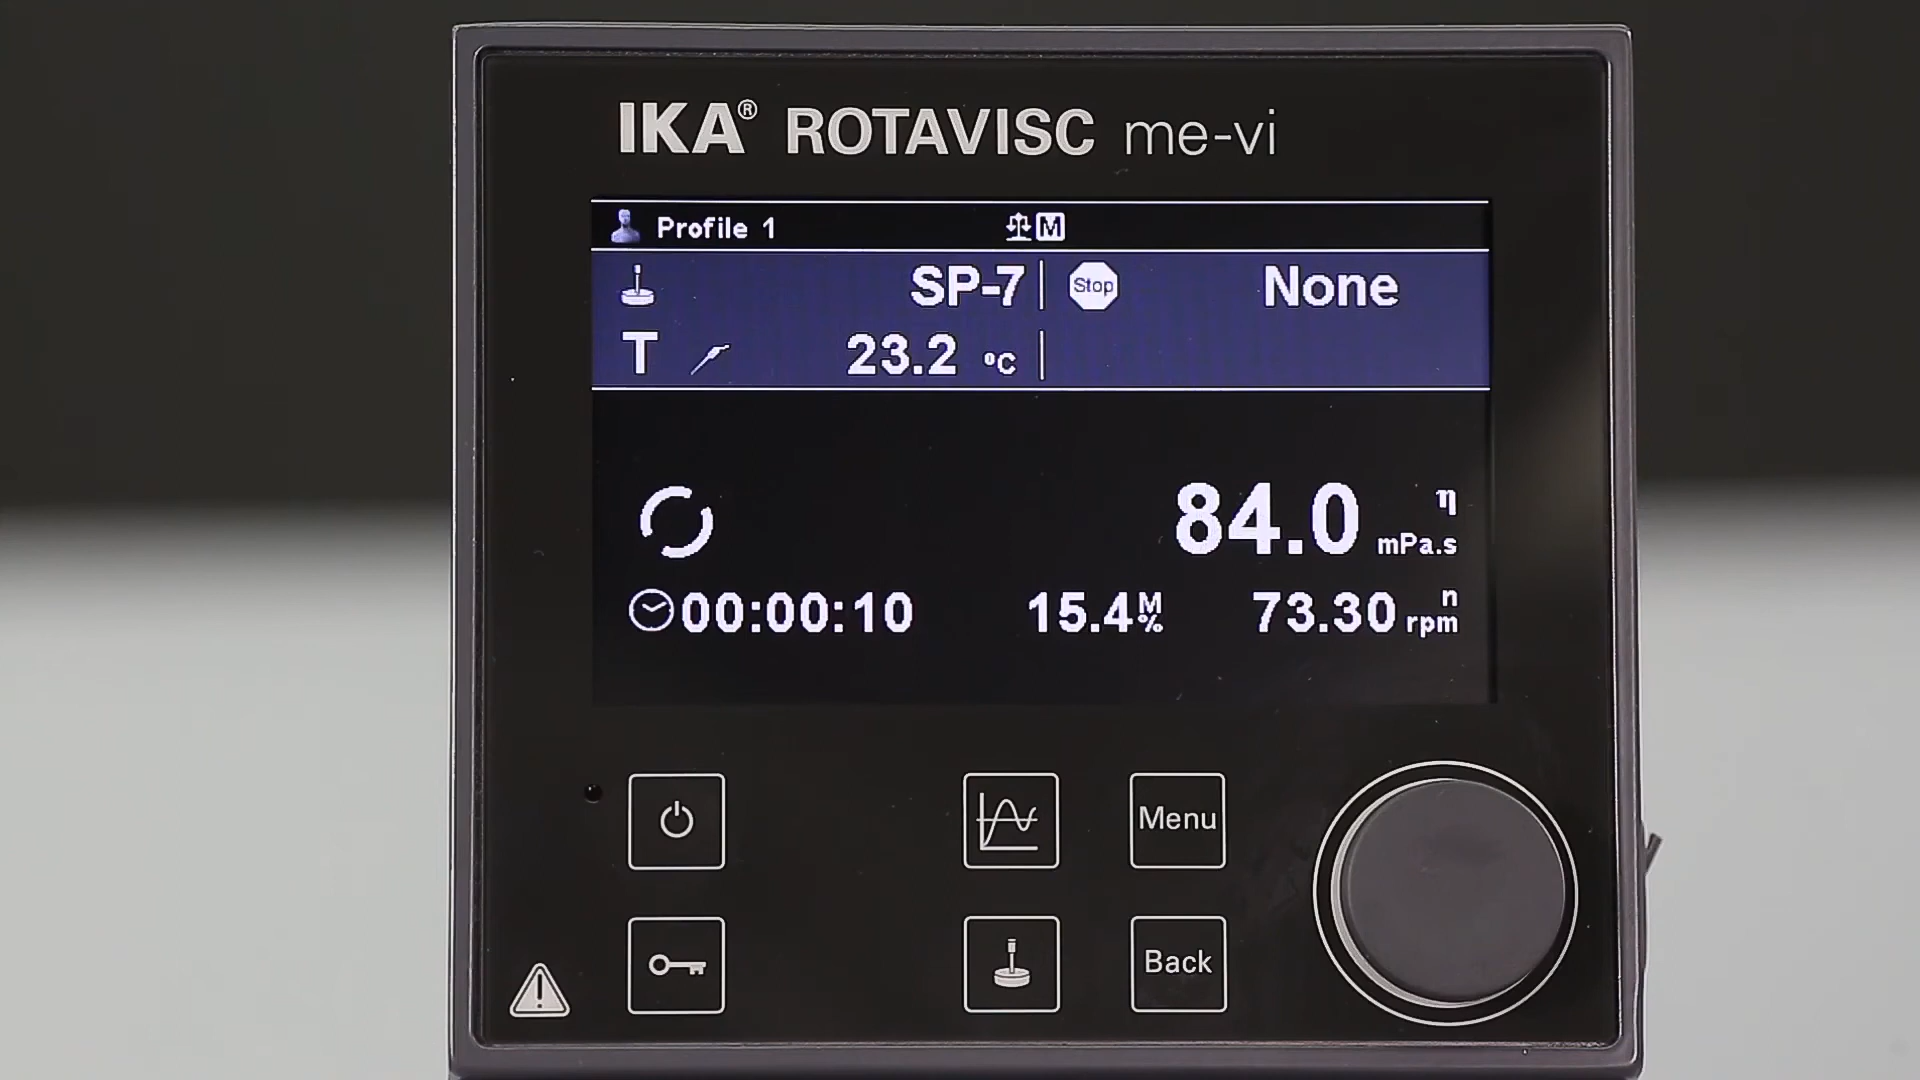 IKA® ROTAVISC me-vi
Profile 1 M
SP-7 Stop None
T 23.2 °C
84.0 η mPa.s
00:00:10 15.4 M % 73.30 n rpm
Menu
Back
me